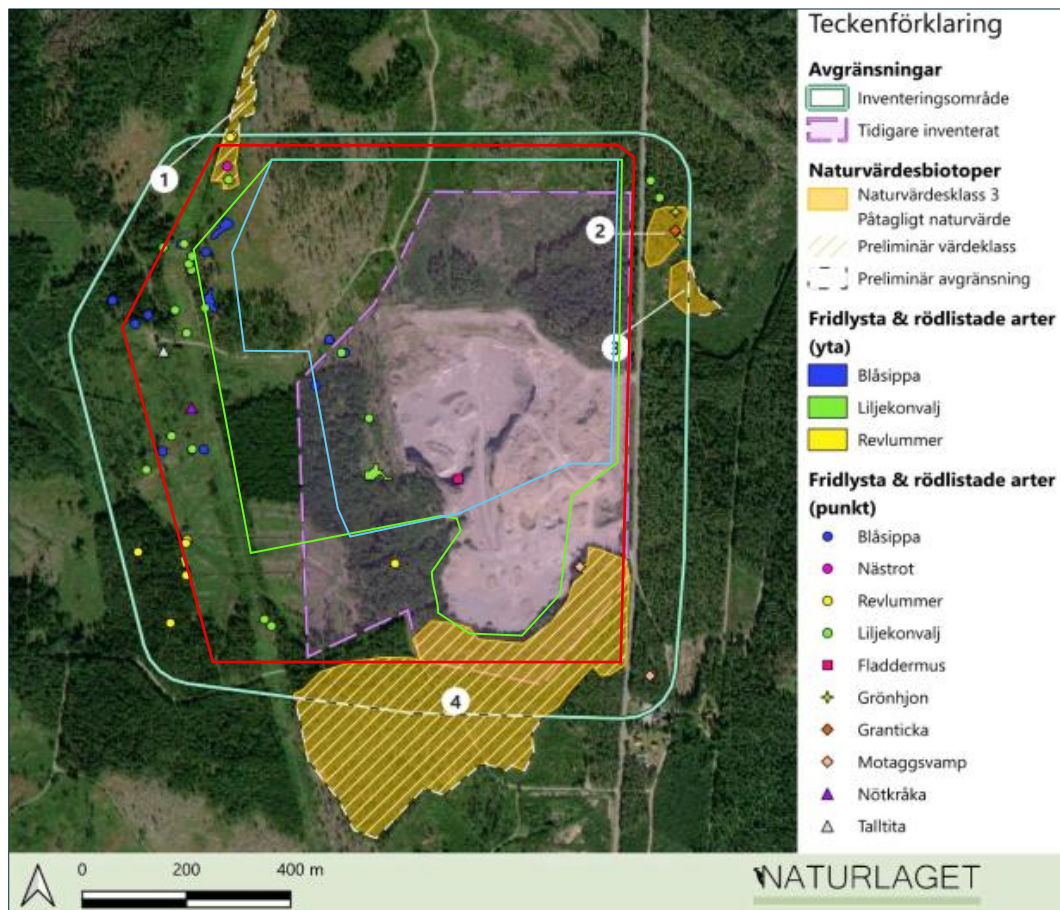 Teckenförklaring
Avgränsningar
Inventeringsområde
Tidigare inventerat
Naturvärdesbiotoper
Naturvärdesklass 3
Påtagligt naturvärde
Preliminär värdeklass
Preliminär avgränsning
Fridlysta & rödlistade arter
(yta)
Blåsippa
Liljekonvalj
Revlummer
Fridlysta & rödlistade arter
(punkt)
Blåsippa
Nästrot
Revlummer
Liljekonvalj
Fladdermus
Grönhjon
Granticka
Motaggsvamp
Nötkråka
Talltita
1
2
3
4
0 200 400 m
NATURLAGET